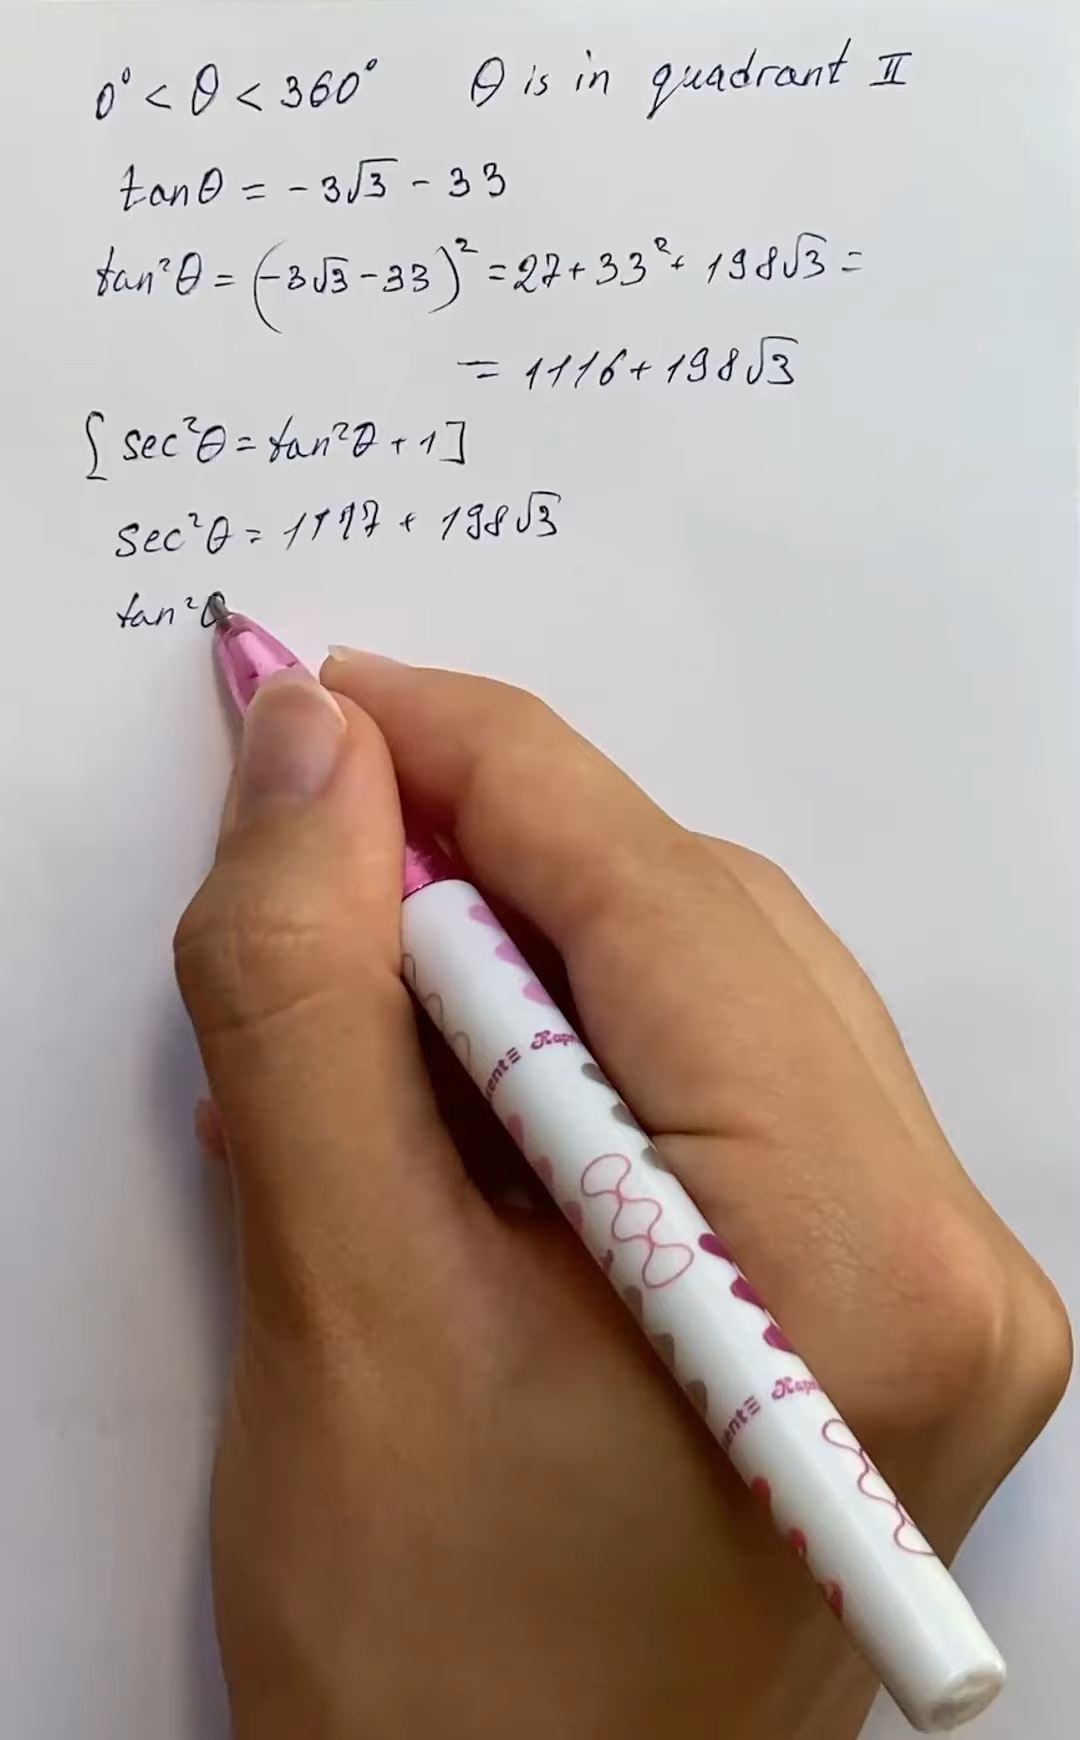 0° < θ < 360° θ is in quadrant II
tanθ = -3√3 - 33
tan²θ = (-3√3 - 33)² = 27 + 33² + 198√3 =
= 1116 + 198√3
[sec²θ = tan²θ + 1]
sec²θ = 1117 + 198√3
tan²θ